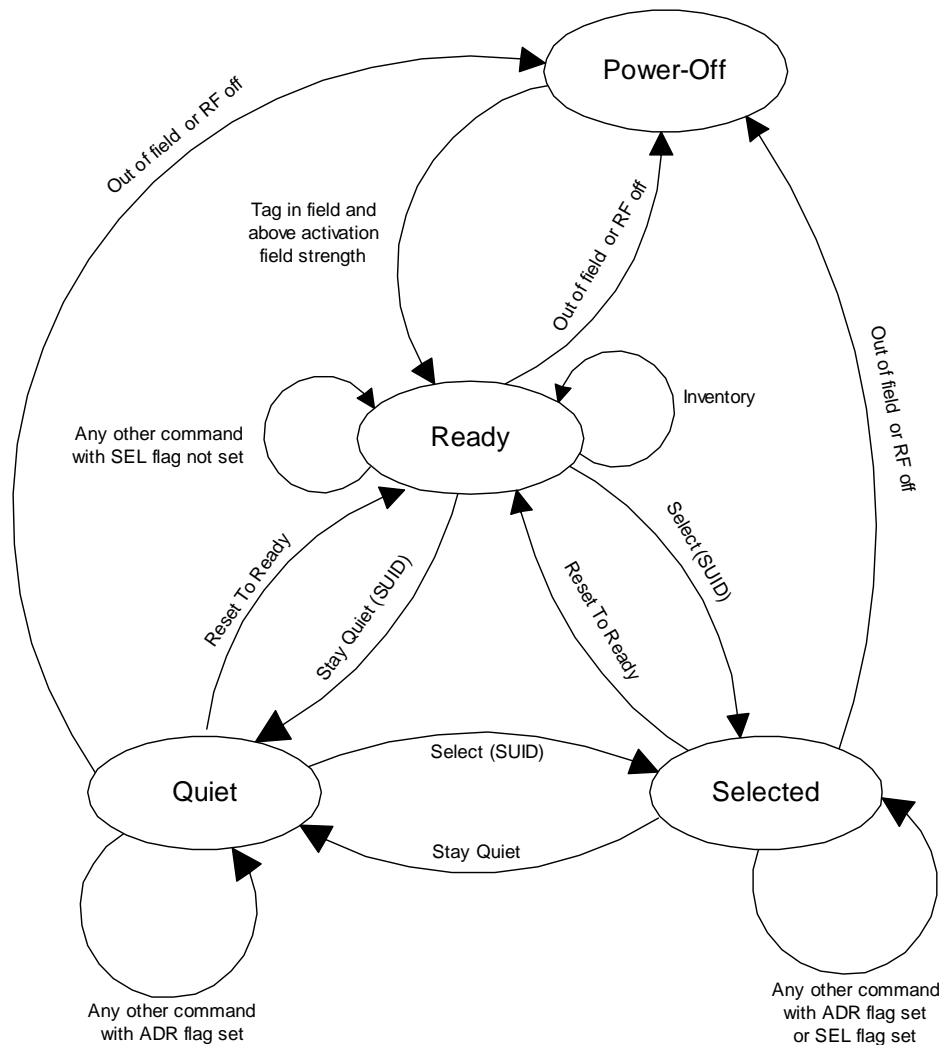 Power-Off
Out of field or RF off
Tag in field and
above activation
field strength
Out of field or RF off
Out of field or RF off
Inventory
Any other command
with SEL flag not set
Ready
Select (SUID)
Reset To Ready
Stay Quiet (SUID)
Reset To Ready
Select (SUID)
Quiet
Selected
Stay Quiet
Any other command
with ADR flag set
Any other command
with ADR flag set
or SEL flag set